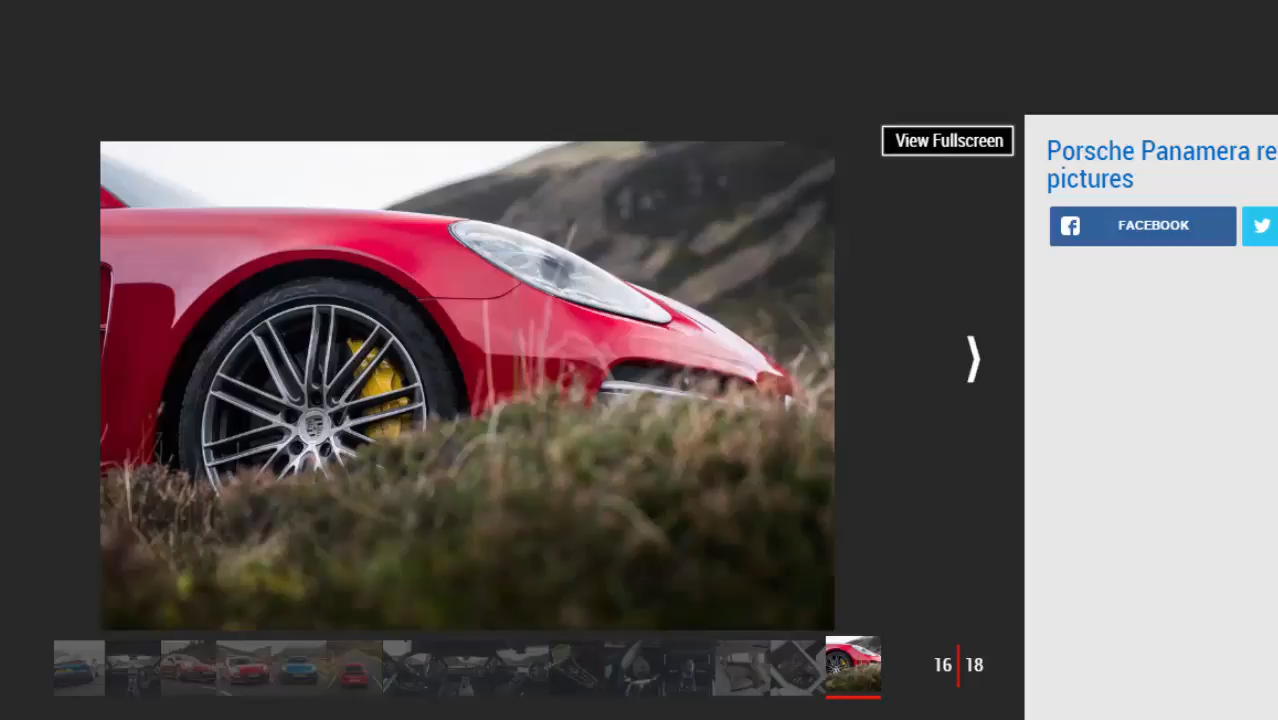 View Fullscreen
Porsche Panamera re
pictures
FACEBOOK
16 18